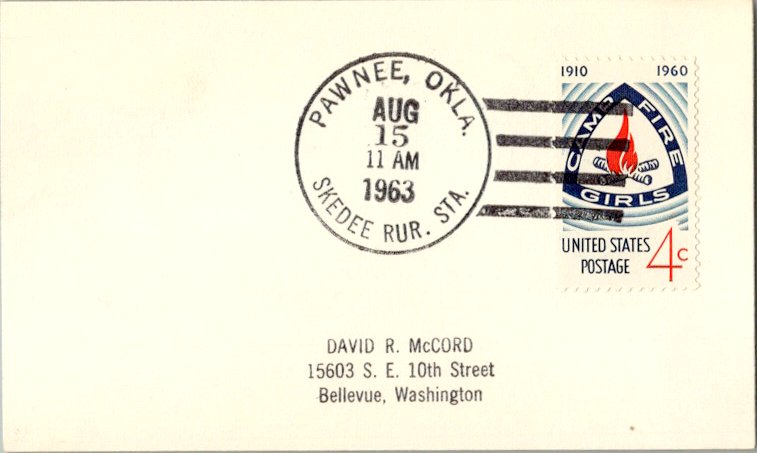 PAWNEE, OKLA.
AUG
15
11 AM
1963
SKEDEE RUR. STA.
1910 1960
CAMP FIRE
GIRLS
UNITED STATES
POSTAGE
4c
DAVID R. McCORD
15603 S. E. 10th Street
Bellevue, Washington